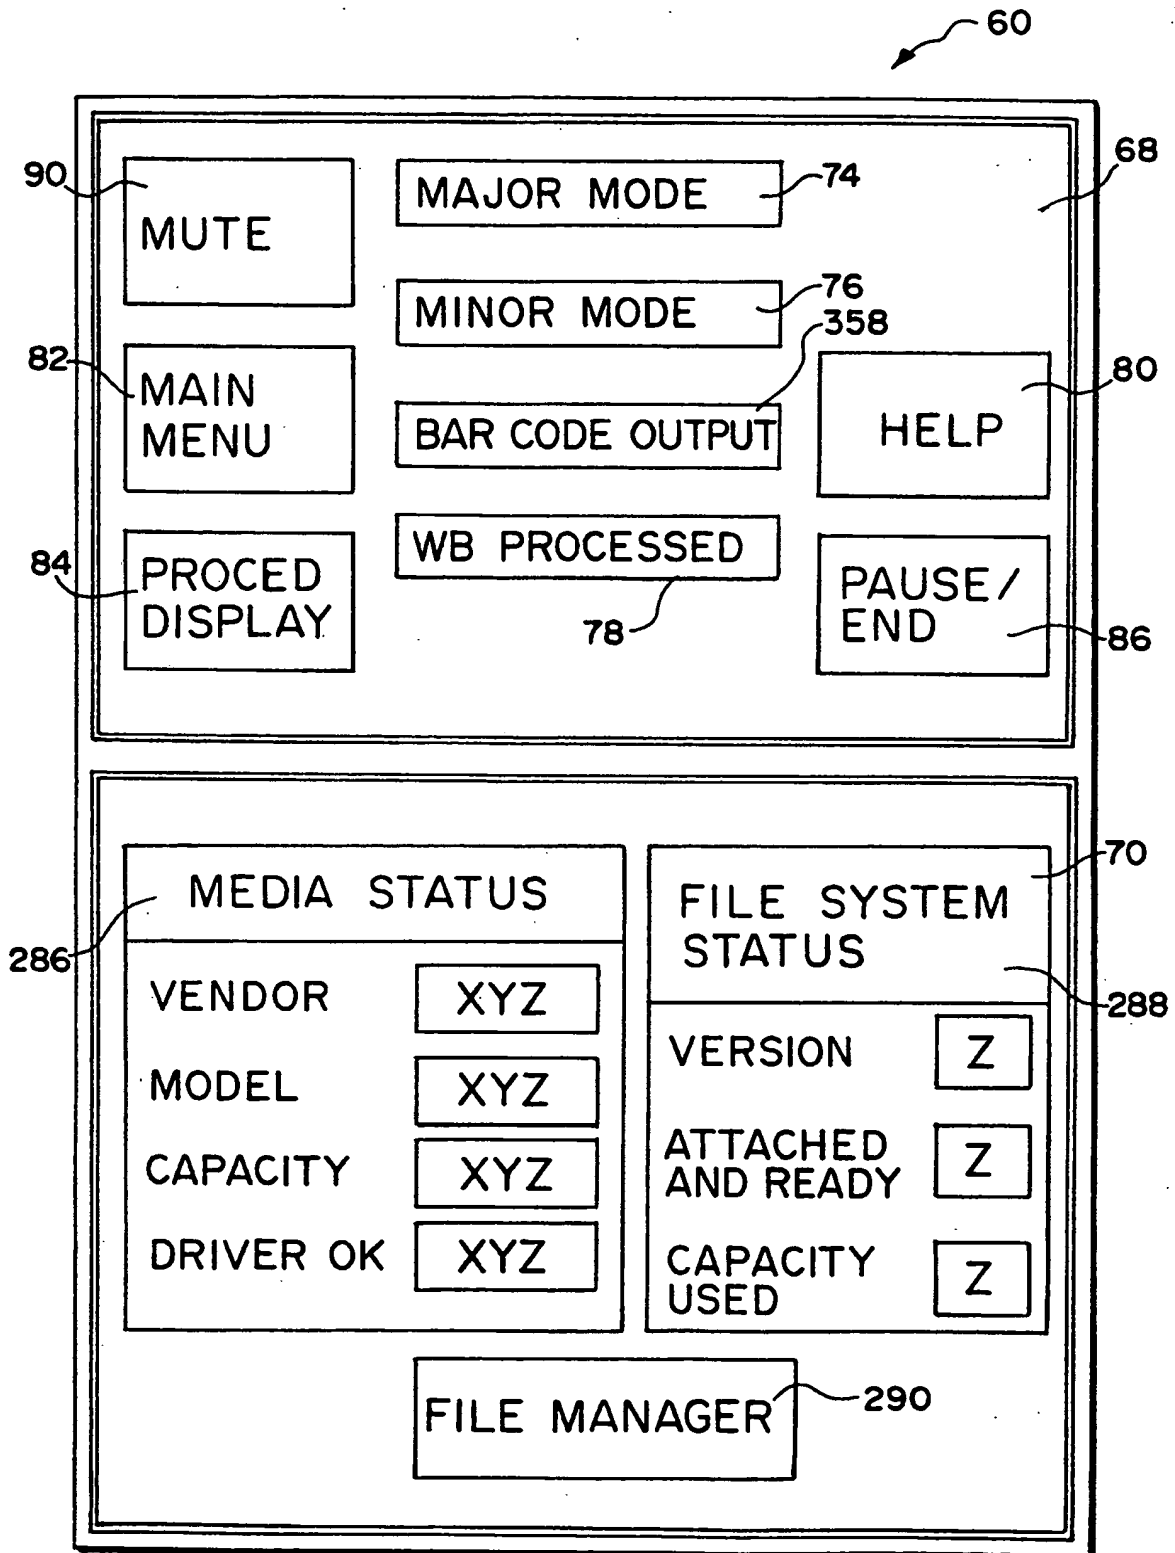 60
90
MUTE
MAJOR MODE
74
68
MINOR MODE
76
358
82
MAIN
MENU
BAR CODE OUTPUT
80
HELP
84
PROCED
DISPLAY
WB PROCESSED
78
PAUSE/
END
86
286
MEDIA STATUS
VENDOR XYZ
MODEL XYZ
CAPACITY XYZ
DRIVER OK XYZ
70
FILE SYSTEM
STATUS
288
VERSION Z
ATTACHED
AND READY Z
CAPACITY
USED Z
FILE MANAGER
290